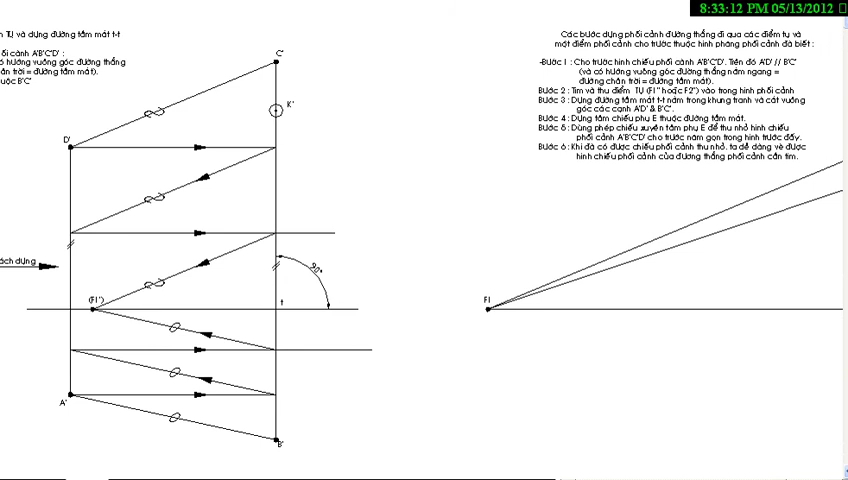 8:33:12 PM 05/13/2012
Tụ và dựng đường tầm mắt t-t
ối cảnh A'B'C'D' :
ó hướng vuông góc đường thẳng
hân trời = đường tầm mắt).
uộc B'C'
Các bước dựng phối cảnh đường thẳng đi qua các điểm tụ và
một điểm phối cảnh cho trước thuộc hình phẳng phối cảnh đã biết :
-Bước 1 : Cho trước hình chiếu phối cảnh A'B'C'D'. Trên đó A'D' // B'C'
(và có hướng vuông góc đường thẳng nằm ngang =
đường chân trời = đường tầm mắt).
Bước 2 : Tìm và thu điểm TỤ (F1'' hoặc F2'') vào trong hình phối cảnh
Bước 3 : Dựng đường tầm mắt t-t nằm trong khung tranh và cắt vuông
góc các cạnh A'D' & B'C'.
Bước 4 : Dựng tâm chiếu phụ E thuộc đường tầm mắt.
Bước 5 : Dùng phép chiếu xuyên tâm phụ E để thu nhỏ hình chiếu
phối cảnh A'B'C'D' cho trước nằm gọn trong hình trước đấy.
Bước 6 : Khi đã có được chiếu phối cảnh thu nhỏ, ta dễ dàng vẽ được
hình chiếu phối cảnh của đường thẳng phối cảnh cần tìm.
C'
K'
D'
ách dựng
90°
(F1'')
t
F1
A'
B'